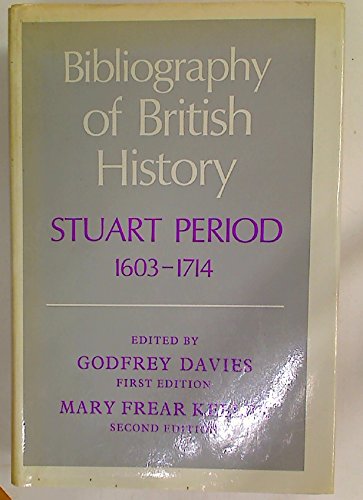 Bibliography
of British
History
STUART PERIOD
1603-1714
EDITED BY
GODFREY DAVIES
FIRST EDITION
MARY FREAR
SECOND EDITION